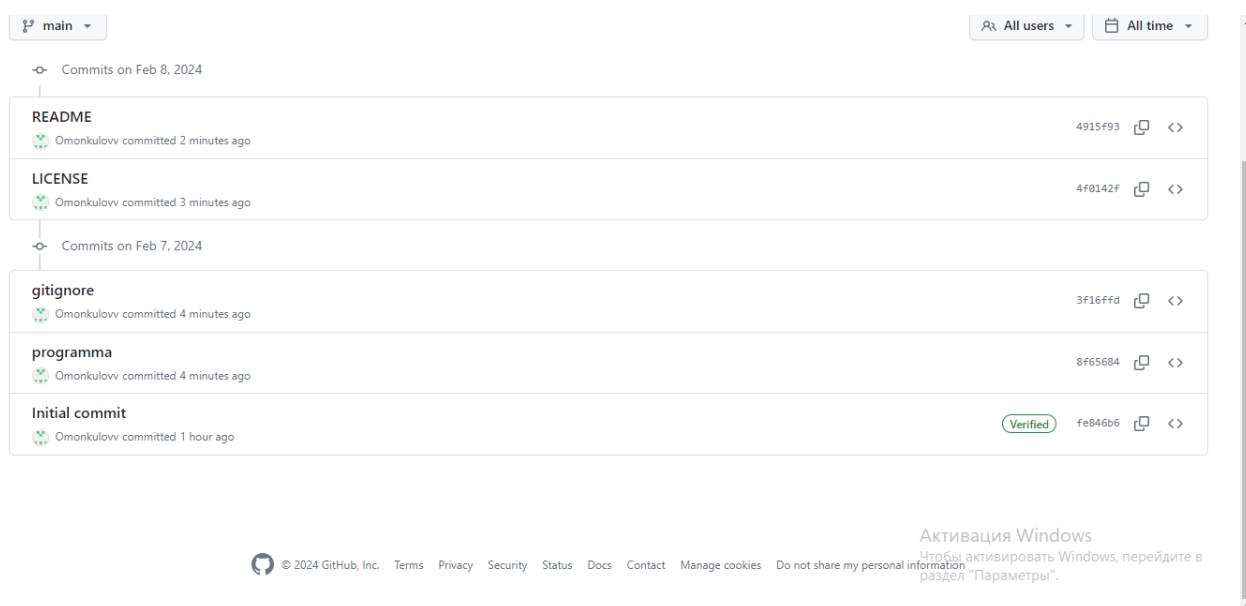 main
All users
All time
Commits on Feb 8, 2024
README
Omonkulovv committed 2 minutes ago
4915f93
LICENSE
Omonkulovv committed 3 minutes ago
4f0142f
Commits on Feb 7, 2024
gitignore
Omonkulovv committed 4 minutes ago
3f16ffd
programma
Omonkulovv committed 4 minutes ago
8f65684
Initial commit
Omonkulovv committed 1 hour ago
Verified
fe846b6
© 2024 GitHub, Inc. Terms Privacy Security Status Docs Contact Manage cookies Do not share my personal information
Активация Windows
Чтобы активировать Windows, перейдите в
раздел "Параметры".